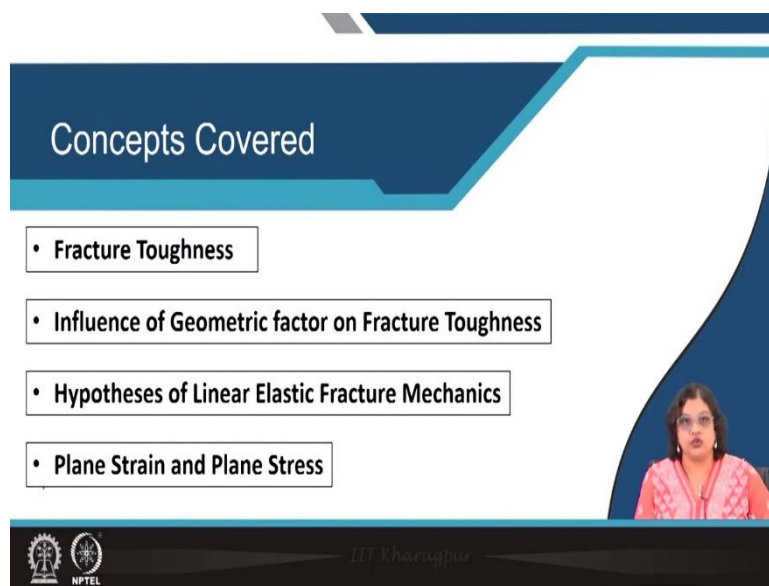 Concepts Covered
• Fracture Toughness
• Influence of Geometric factor on Fracture Toughness
• Hypotheses of Linear Elastic Fracture Mechanics
• Plane Strain and Plane Stress
IIT Kharagpur
NPTEL